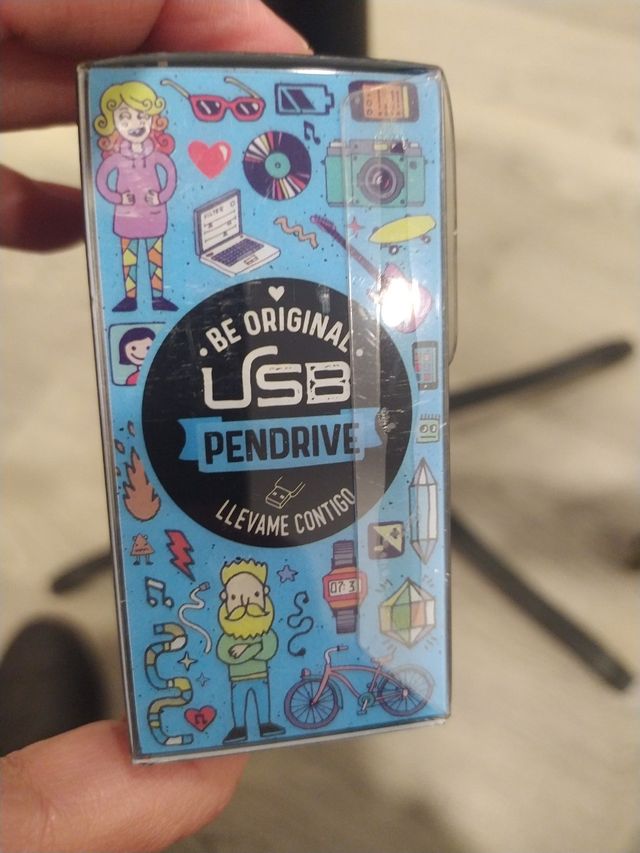 BE ORIGINAL
USB
PENDRIVE
LLEVAME CONTIGO